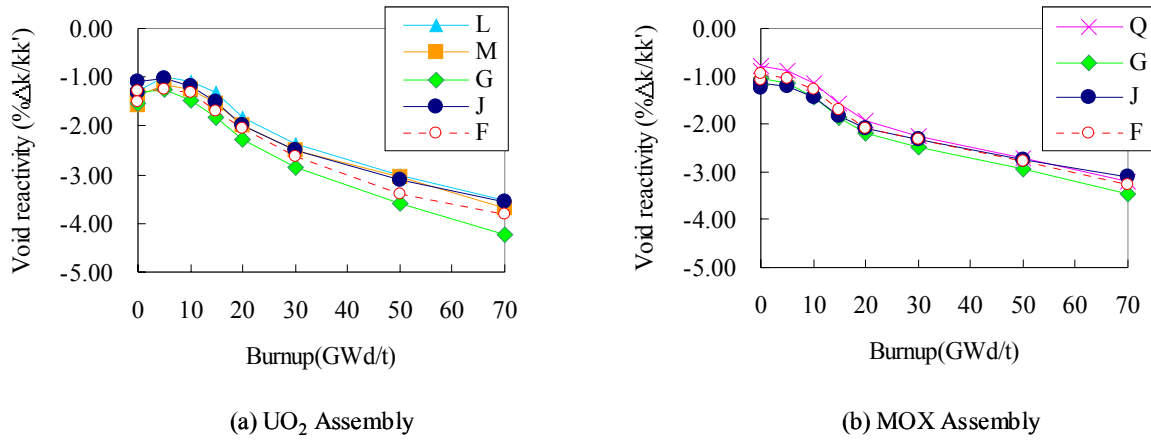 Void reactivity (%Δk/kk')
0.00
-1.00
-2.00
-3.00
-4.00
-5.00
0 10 20 30 40 50 60 70
Burnup(GWd/t)
L
M
G
J
F
(a) UO₂ Assembly
Void reactivity (%Δk/kk')
0.00
-1.00
-2.00
-3.00
-4.00
-5.00
0 10 20 30 40 50 60 70
Burnup(GWd/t)
Q
G
J
F
(b) MOX Assembly